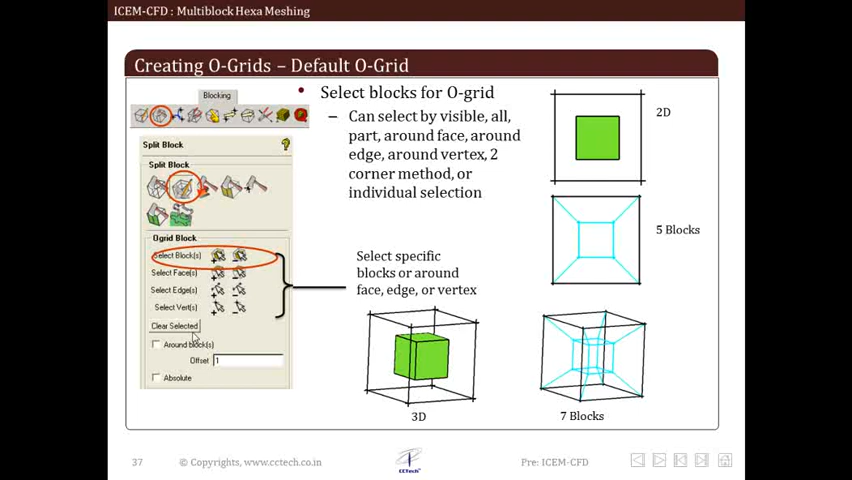 ICEM-CFD : Multiblock Hexa Meshing
Creating O-Grids – Default O-Grid
Blocking
Split Block
Split Block
Ogrid Block
Select Block(s)
Select Face(s)
Select Edge(s)
Select Vert(s)
Clear Selected
Around block(s)
Offset 1
Absolute
• Select blocks for O-grid
– Can select by visible, all,
part, around face, around
edge, around vertex, 2
corner method, or
individual selection
Select specific
blocks or around
face, edge, or vertex
2D
5 Blocks
3D
7 Blocks
37
© Copyrights, www.cctech.co.in
CCTech
Pre: ICEM-CFD